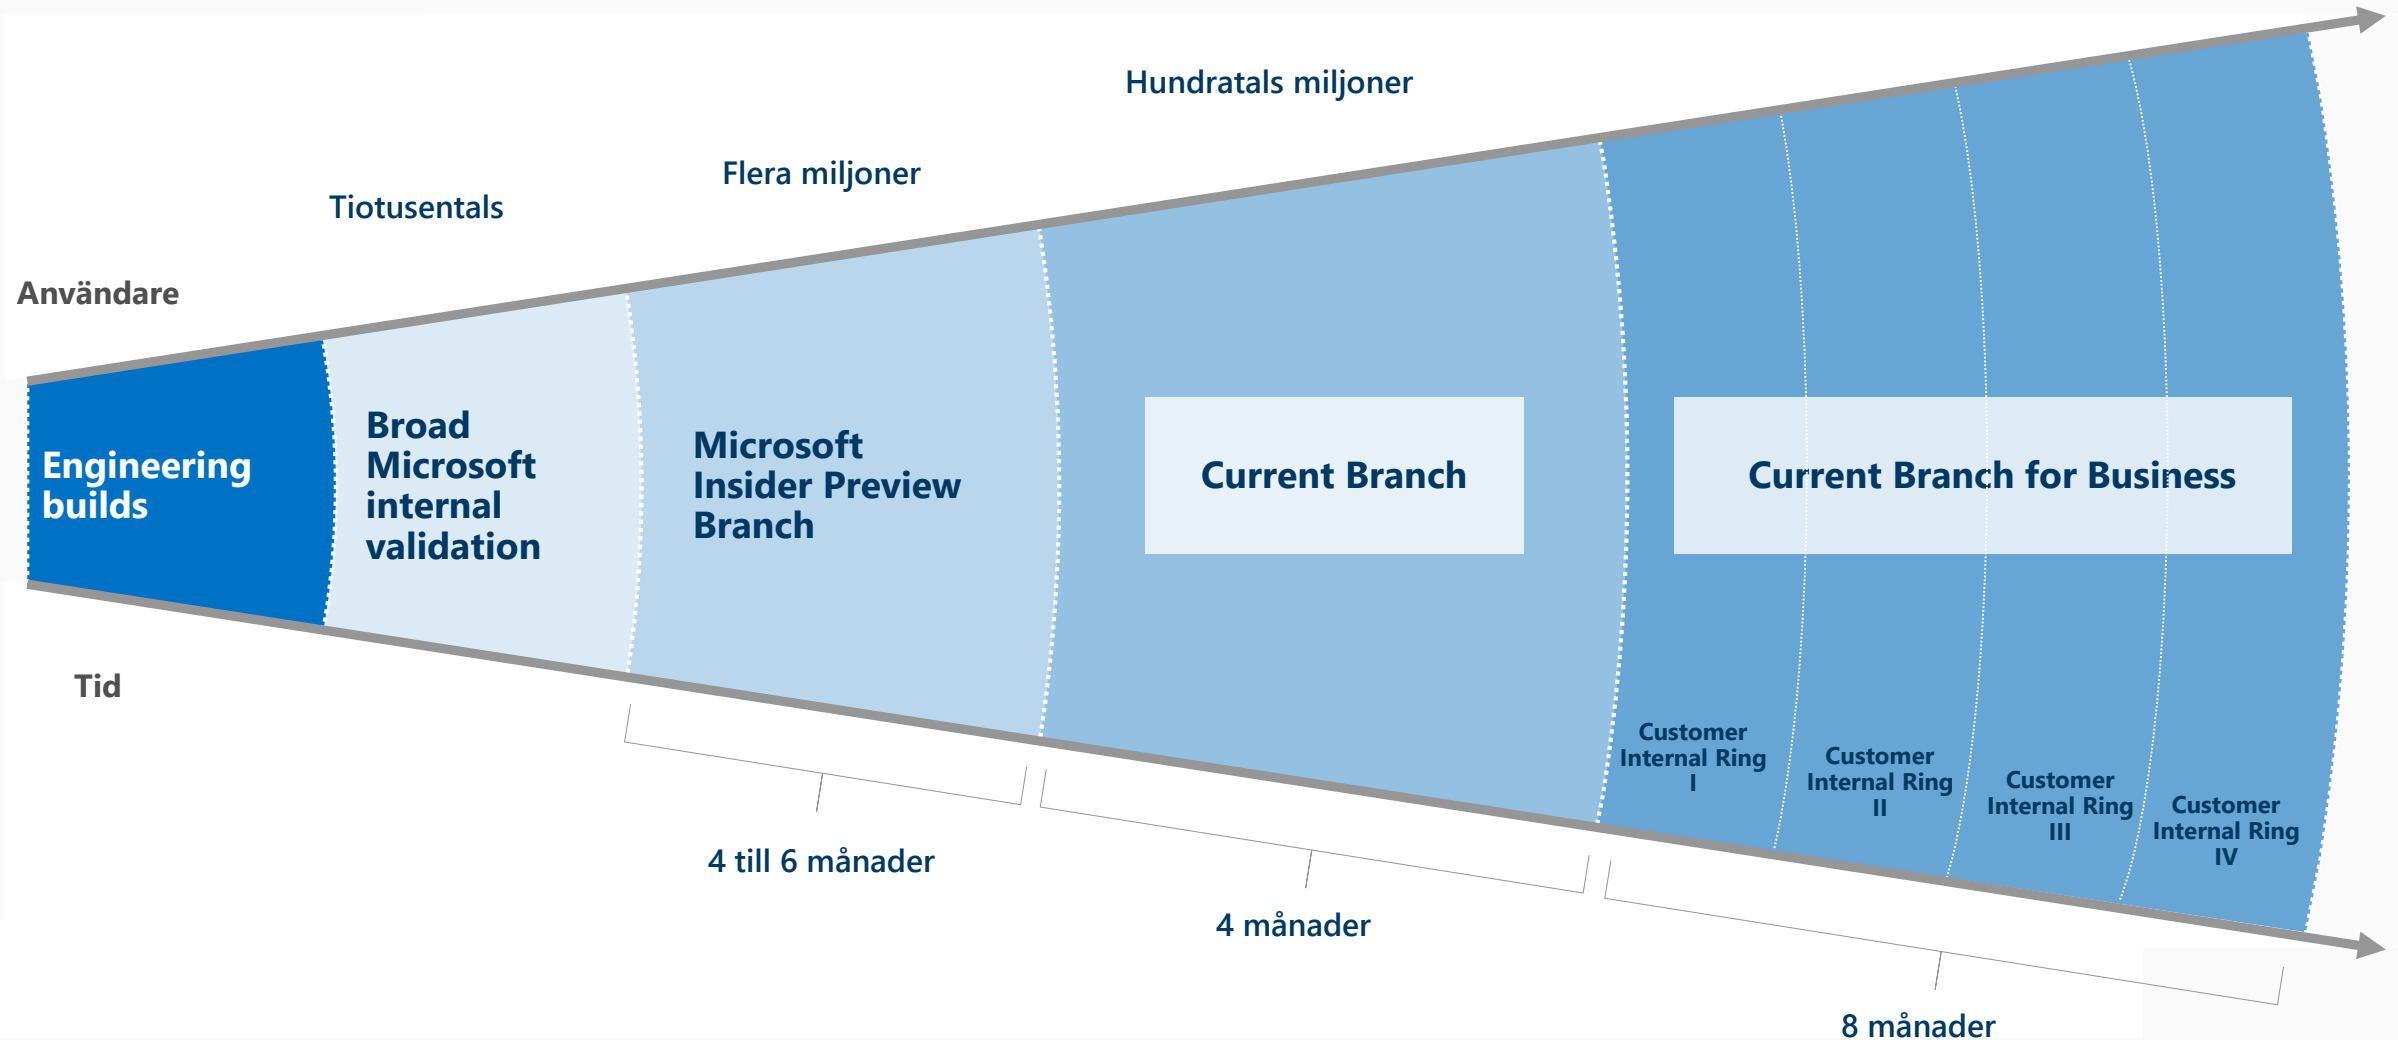 Hundratals miljoner
Flera miljoner
Tiotusentals
Användare
Engineering
builds
Broad
Microsoft
internal
validation
Microsoft
Insider Preview
Branch
Current Branch
Current Branch for Business
Tid
Customer
Internal Ring
I
Customer
Internal Ring
II
Customer
Internal Ring
III
Customer
Internal Ring
IV
4 till 6 månader
4 månader
8 månader